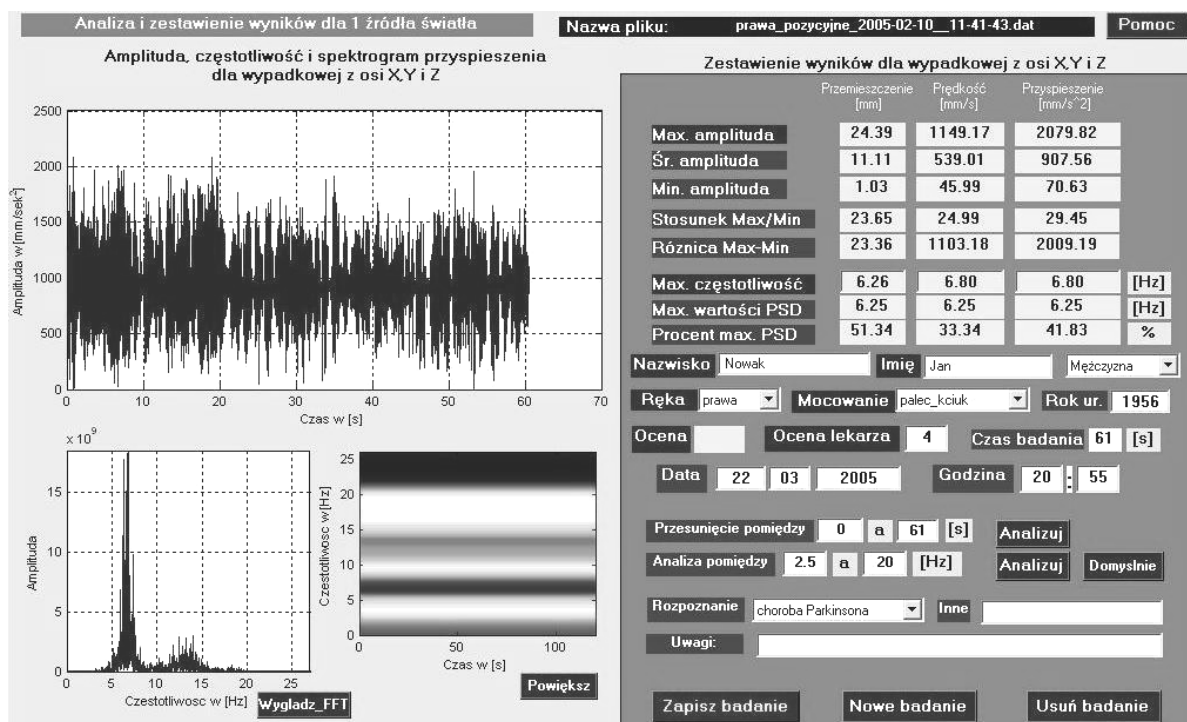 Analiza i zestawienie wyników dla 1 źródła światła
Nazwa pliku: prawa_pozycyjne_2005-02-10__11-41-43.dat Pomoc
Amplituda, częstotliwość i spektrogram przyspieszenia
dla wypadkowej z osi X,Y i Z
2500
2000
1500
1000
500
0
Amplituda w [mm/sek²]
0 10 20 30 40 50 60 70
Czas w [s]
x 10⁹
15
10
5
0
Amplituda
0 5 10 15 20 25
Czestotliwosc w [Hz]
Wygladz_FFT
25
20
15
10
5
0
Czestotliwosc w[Hz]
0 50 100
Czas w [s]
Powiększ
Zestawienie wyników dla wypadkowej z osi X,Y i Z
Przemieszczenie Prędkość Przyspieszenie
[mm] [mm/s] [mm/s^2]
Max. amplituda 24.39 1149.17 2079.82
Śr. amplituda 11.11 539.01 907.56
Min. amplituda 1.03 45.99 70.63
Stosunek Max/Min 23.65 24.99 29.45
Róznica Max-Min 23.36 1103.18 2009.19
Max. częstotliwość 6.26 6.80 6.80 [Hz]
Max. wartości PSD 6.25 6.25 6.25 [Hz]
Procent max. PSD 51.34 33.34 41.83 %
Nazwisko Nowak Imię Jan Mężczyzna
Ręka prawa Mocowanie palec_kciuk Rok ur. 1956
Ocena Ocena lekarza 4 Czas badania 61 [s]
Data 22 03 2005 Godzina 20 : 55
Przesunięcie pomiędzy 0 a 61 [s] Analizuj
Analiza pomiędzy 2.5 a 20 [Hz] Analizuj Domyslnie
Rozpoznanie choroba Parkinsona Inne
Uwagi:
Zapisz badanie Nowe badanie Usuń badanie